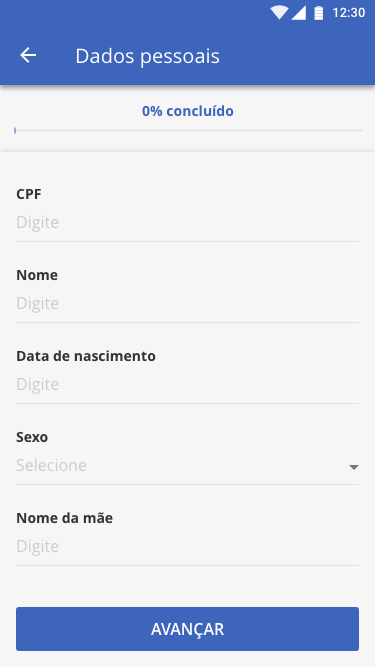 12:30
Dados pessoais
0% concluído
CPF
Digite
Nome
Digite
Data de nascimento
Digite
Sexo
Selecione
Nome da mãe
Digite
AVANÇAR